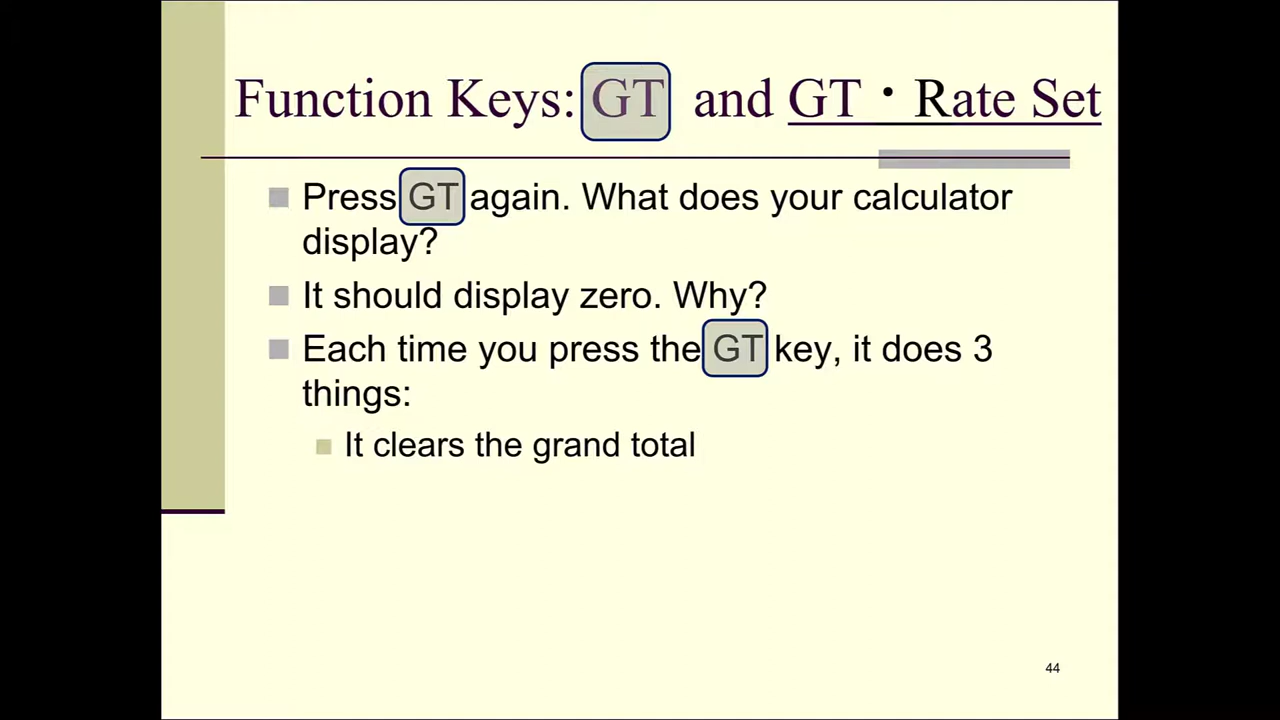 Function Keys: GT and GT · Rate Set
Press GT again. What does your calculator
display?
It should display zero. Why?
Each time you press the GT key, it does 3
things:
It clears the grand total
44